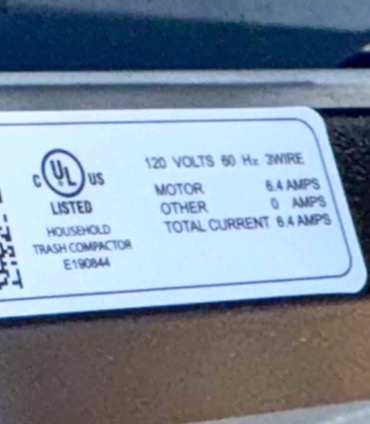 C UL US
LISTED
HOUSEHOLD
TRASH COMPACTOR
E190844
120 VOLTS 60 Hz 3WIRE
MOTOR 6.4 AMPS
OTHER 0 AMPS
TOTAL CURRENT 6.4 AMPS